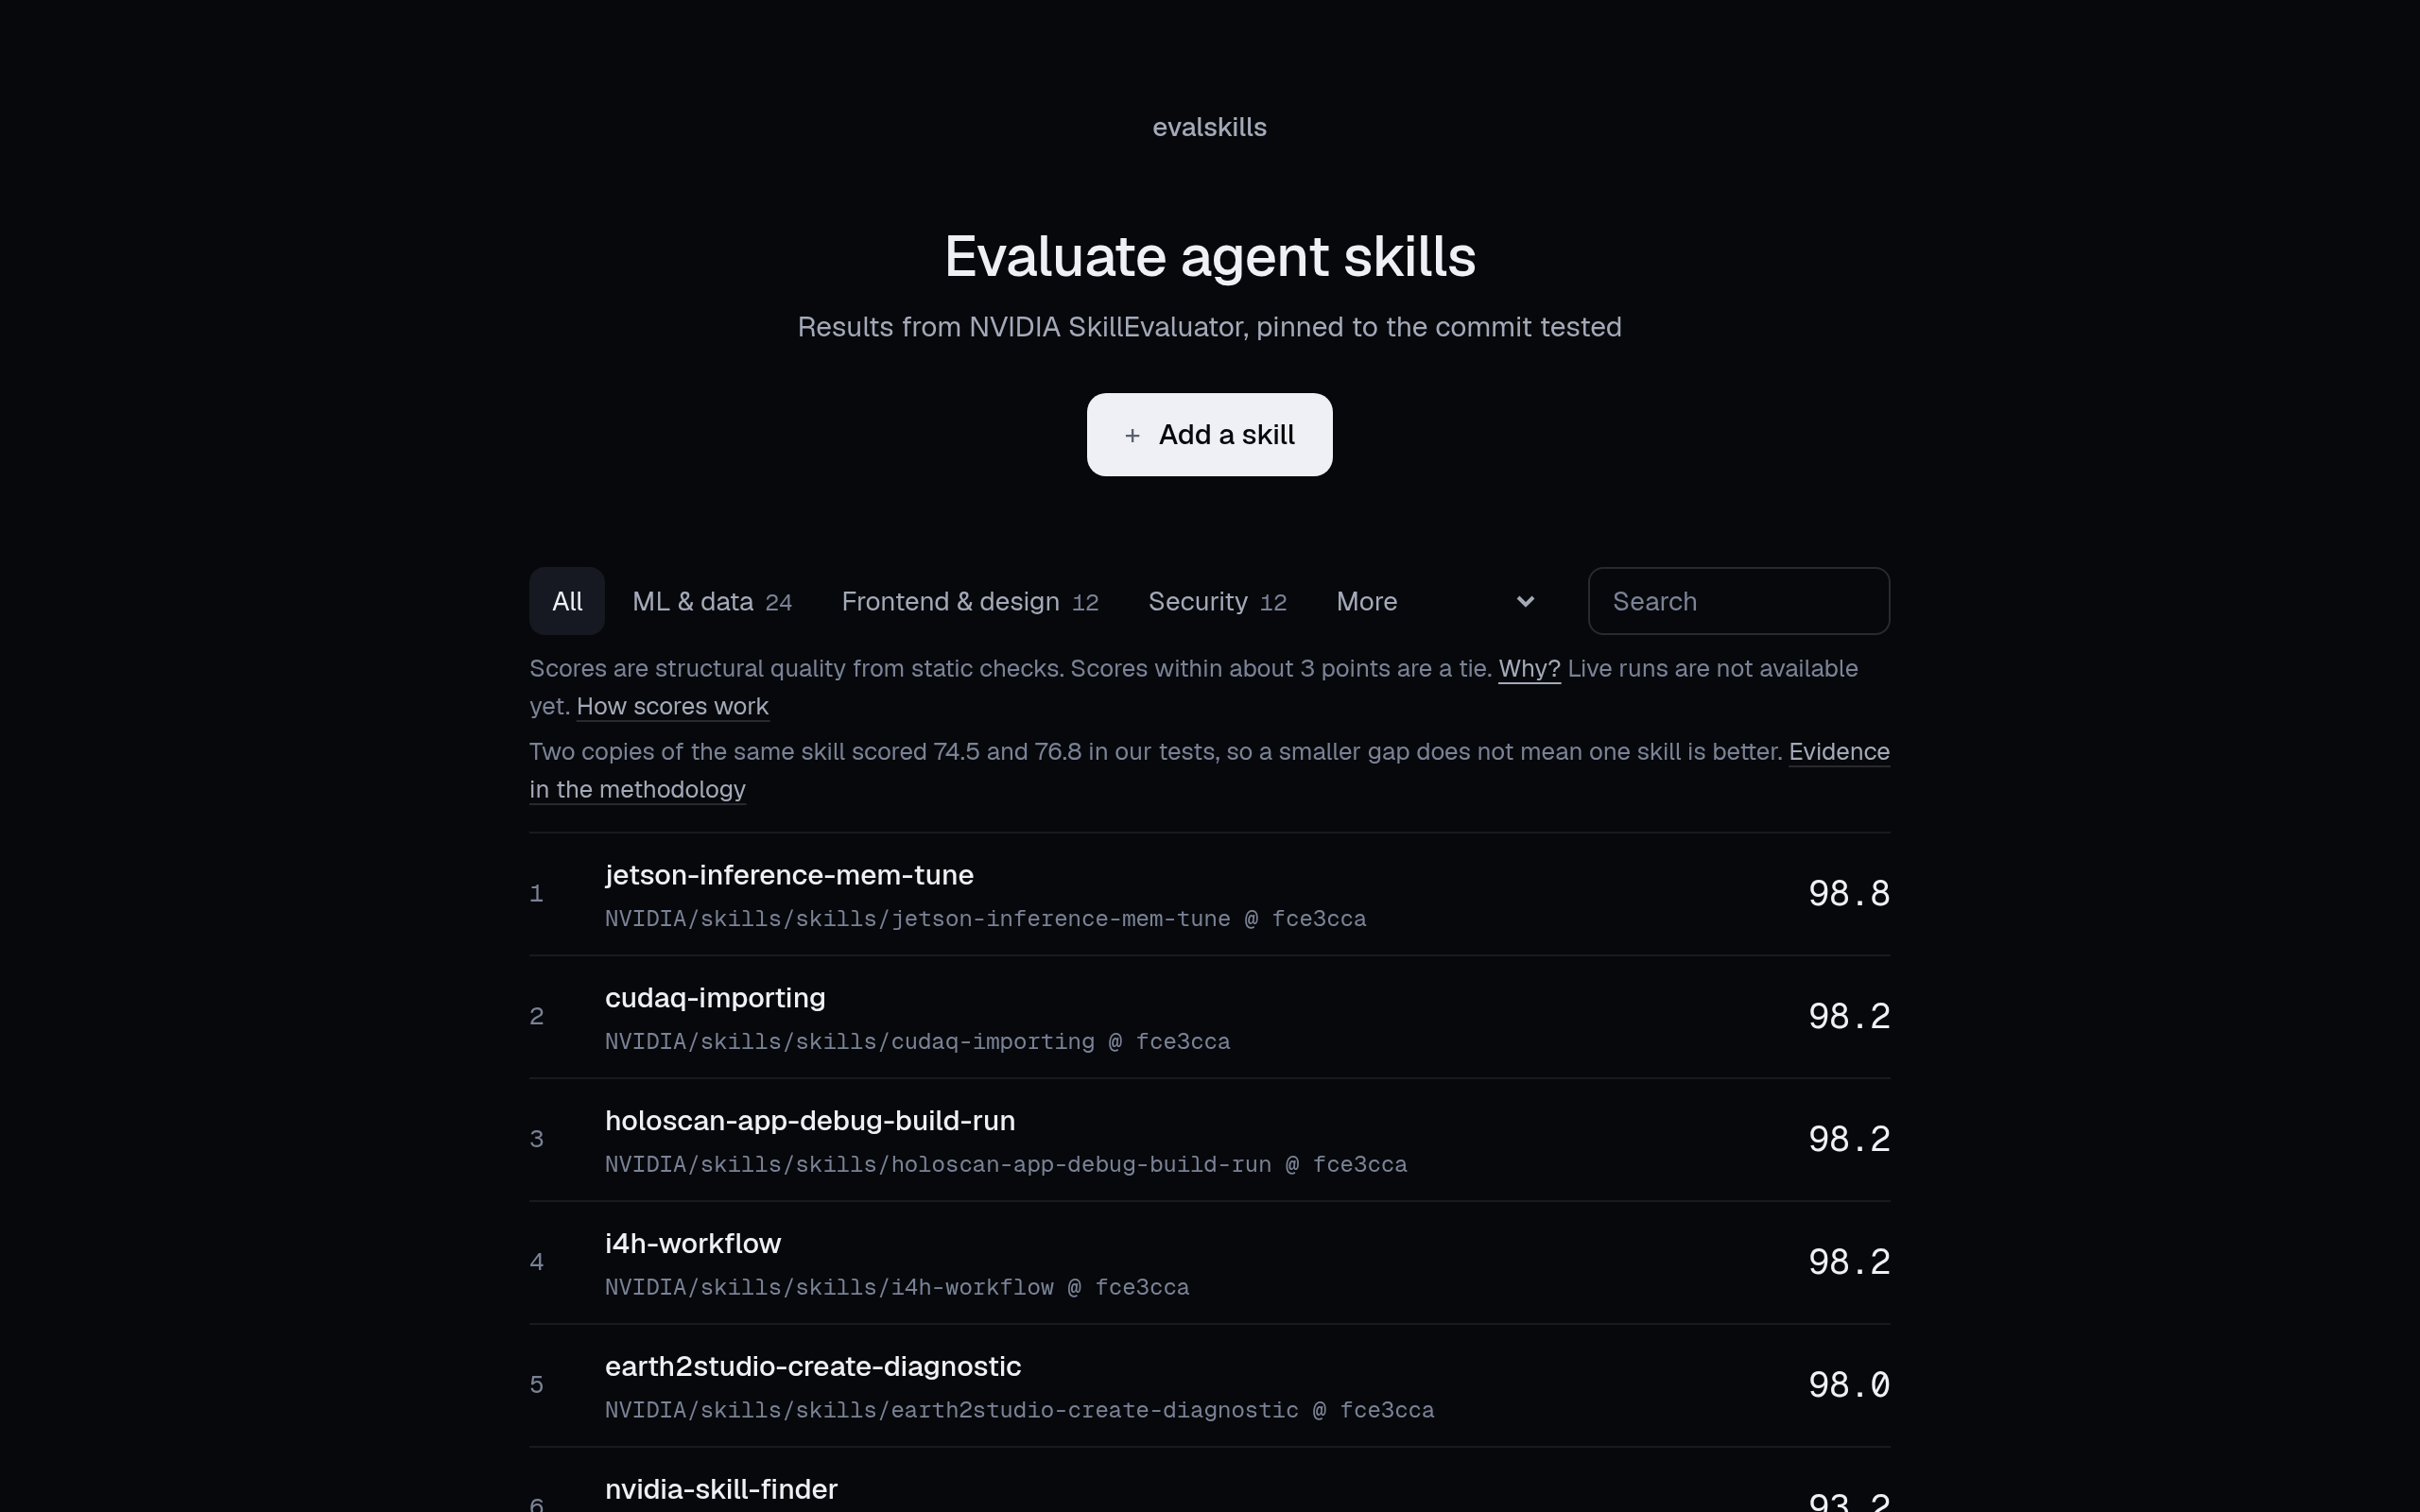 evalskills
Evaluate agent skills
Results from NVIDIA SkillEvaluator, pinned to the commit tested
+ Add a skill
All ML & data 24 Frontend & design 12 Security 12 More Search
Scores are structural quality from static checks. Scores within about 3 points are a tie. Why? Live runs are not available
yet. How scores work
Two copies of the same skill scored 74.5 and 76.8 in our tests, so a smaller gap does not mean one skill is better. Evidence
in the methodology
1 jetson-inference-mem-tune 98.8
NVIDIA/skills/skills/jetson-inference-mem-tune @ fce3cca
2 cudaq-importing 98.2
NVIDIA/skills/skills/cudaq-importing @ fce3cca
3 holoscan-app-debug-build-run 98.2
NVIDIA/skills/skills/holoscan-app-debug-build-run @ fce3cca
4 i4h-workflow 98.2
NVIDIA/skills/skills/i4h-workflow @ fce3cca
5 earth2studio-create-diagnostic 98.0
NVIDIA/skills/skills/earth2studio-create-diagnostic @ fce3cca
6 nvidia-skill-finder 93.2